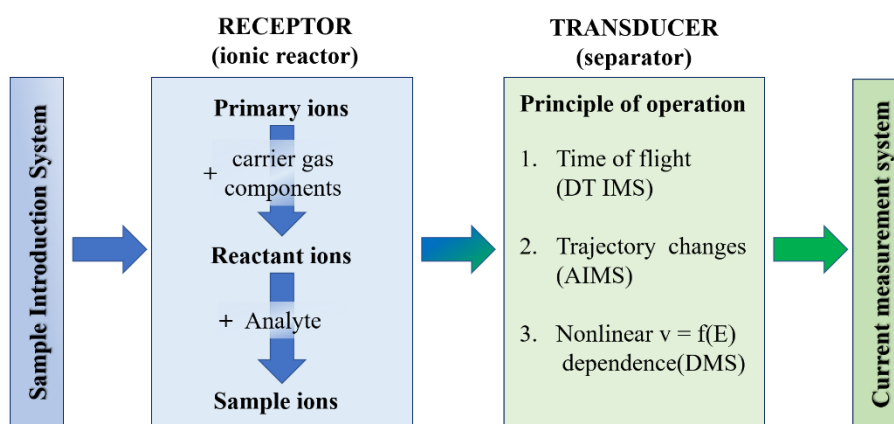 RECEPTOR
(ionic reactor)
TRANSDUCER
(separator)
Sample Introduction System
Primary ions
+ carrier gas
components
Reactant ions
+ Analyte
Sample ions
Principle of operation
1. Time of flight
(DT IMS)
2. Trajectory changes
(AIMS)
3. Nonlinear v = f(E)
dependence(DMS)
Current measurement system